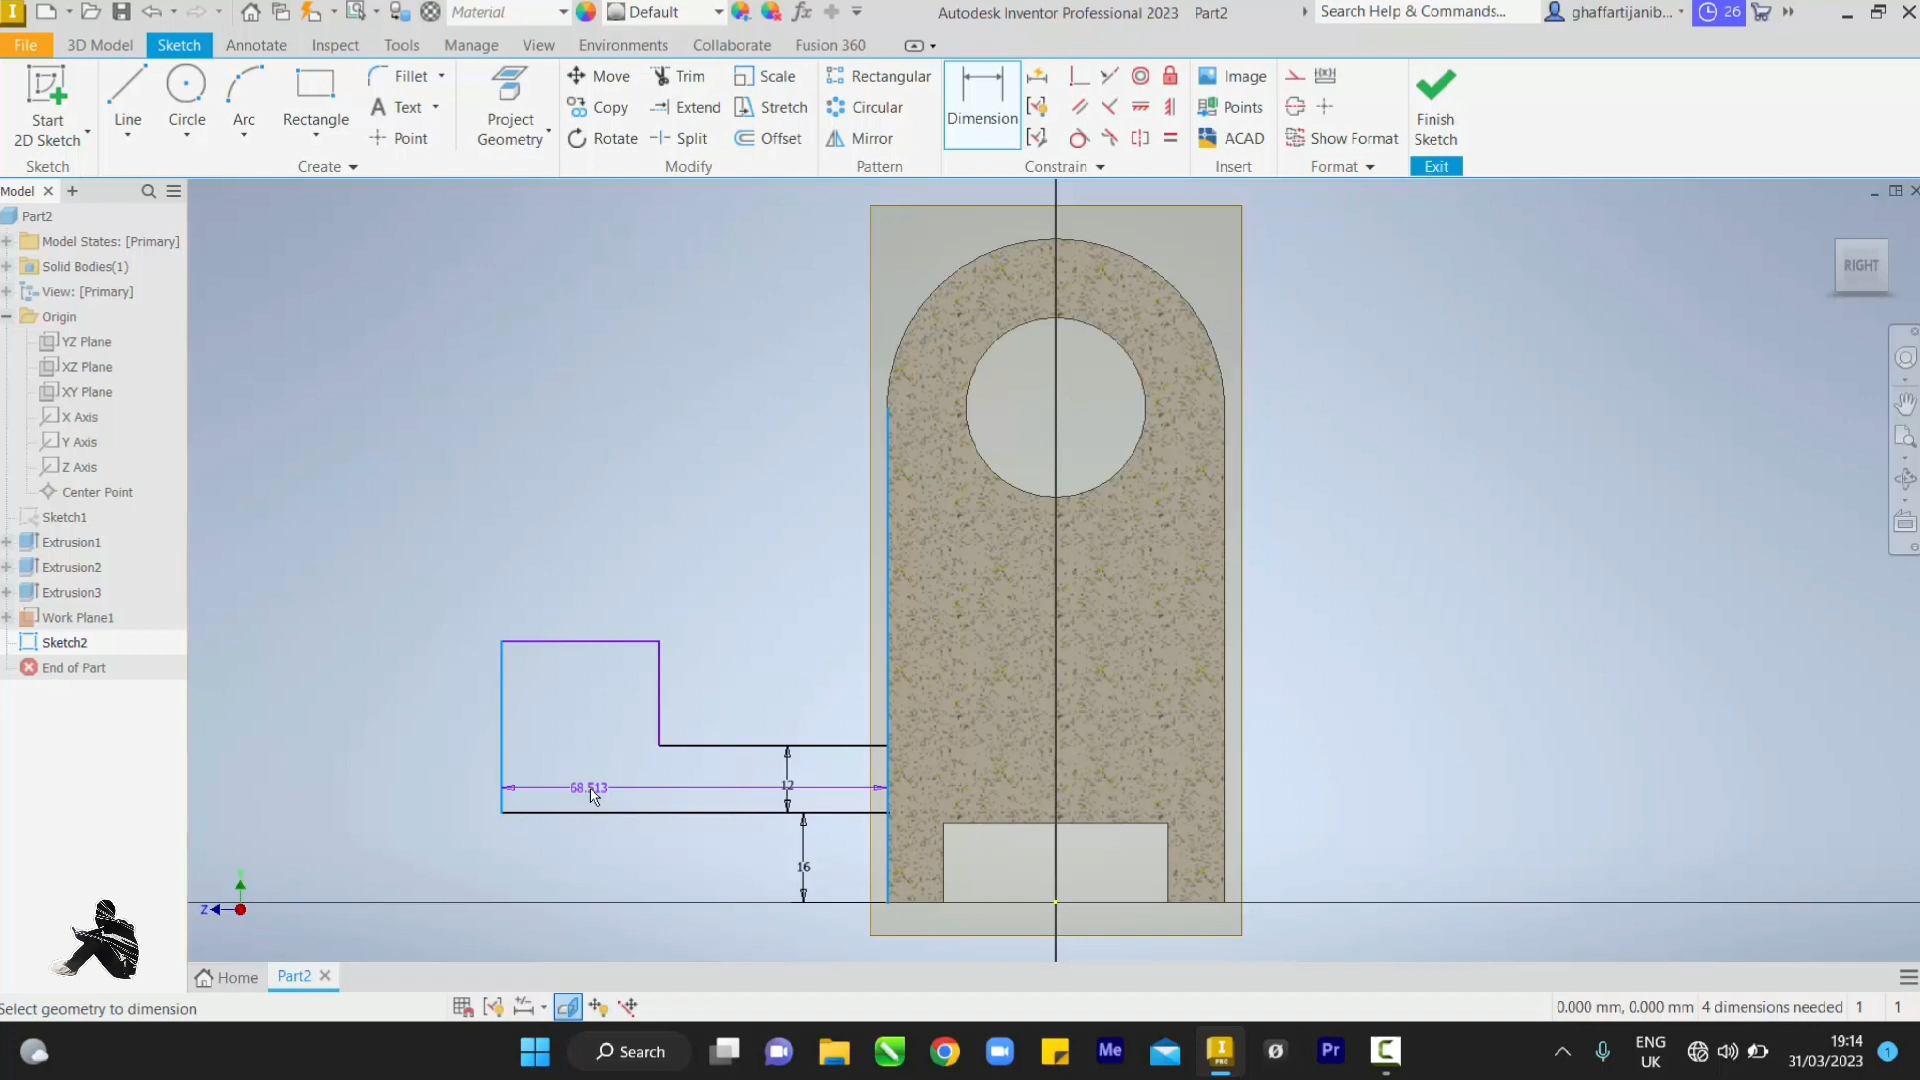 Material
Default
fx
Autodesk Inventor Professional 2023 Part2
Search Help & Commands...
ghaffartijanib...
26
File
3D Model
Sketch
Annotate
Inspect
Tools
Manage
View
Environments
Collaborate
Fusion 360
Start
2D Sketch
Line
Circle
Arc
Rectangle
Fillet
Text
Point
Project
Geometry
Move
Copy
Rotate
Trim
Extend
Split
Scale
Stretch
Offset
Rectangular
Circular
Mirror
Dimension
Image
Points
ACAD
Show Format
Finish
Sketch
Sketch
Create
Modify
Pattern
Constrain
Insert
Format
Exit
Model
Part2
Model States: [Primary]
Solid Bodies(1)
View: [Primary]
Origin
YZ Plane
XZ Plane
XY Plane
X Axis
Y Axis
Z Axis
Center Point
Sketch1
Extrusion1
Extrusion2
Extrusion3
Work Plane1
Sketch2
End of Part
RIGHT
68.513
12
16
Z
Home
Part2
Select geometry to dimension
0.000 mm, 0.000 mm
4 dimensions needed
1
1
Search
Me
Pr
ENG
UK
19:14
31/03/2023
1